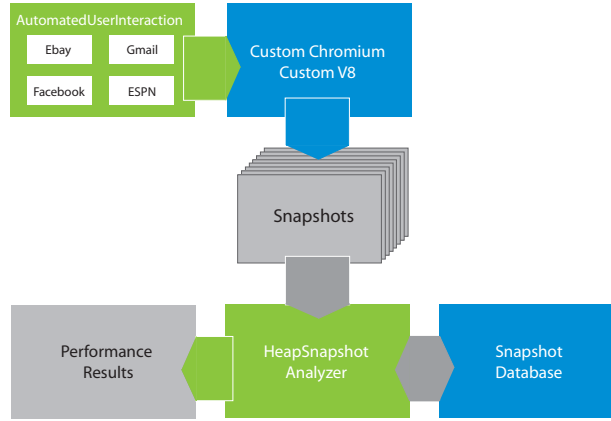 AutomatedUserInteraction
Ebay
Gmail
Facebook
ESPN
Custom Chromium
Custom V8
Snapshots
Performance
Results
HeapSnapshot
Analyzer
Snapshot
Database